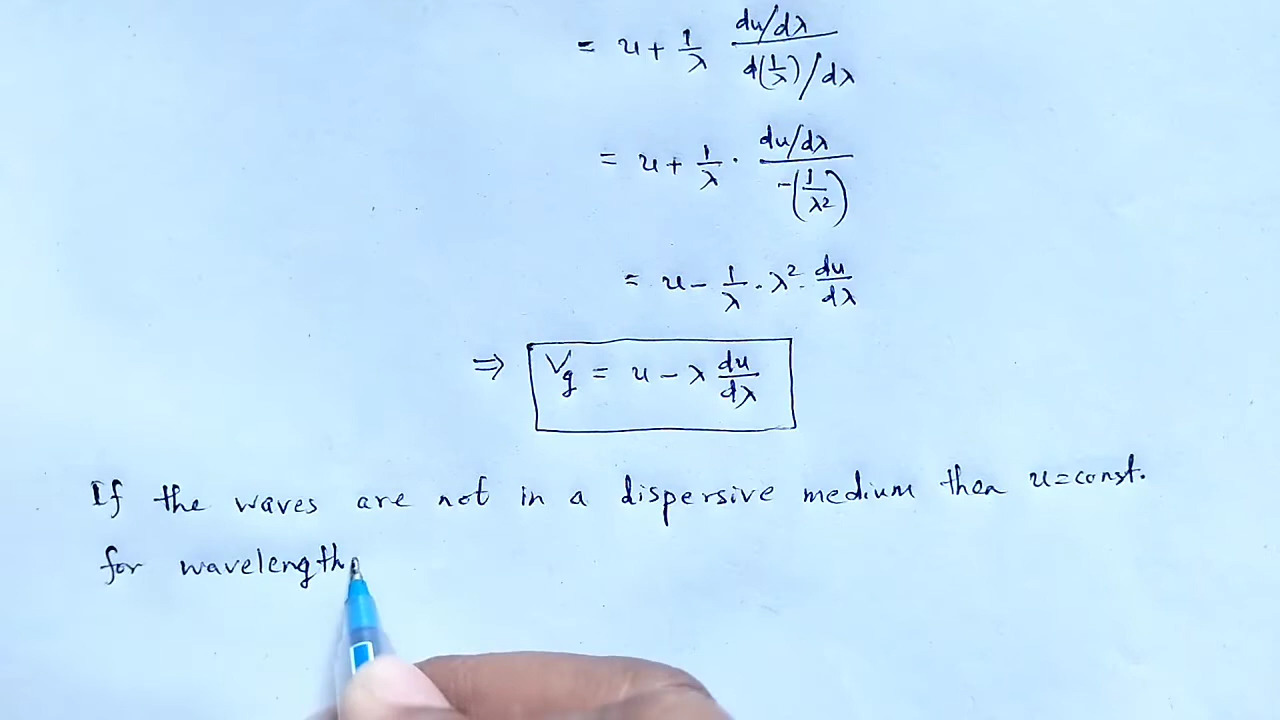 = u + 1/λ du/dλ / d(1/λ)/dλ
= u + 1/λ · du/dλ / -(1/λ²)
= u - 1/λ · λ² · du/dλ
⇒ Vg = u - λ du/dλ
If the waves are not in a dispersive medium then u=const.
for wavelength